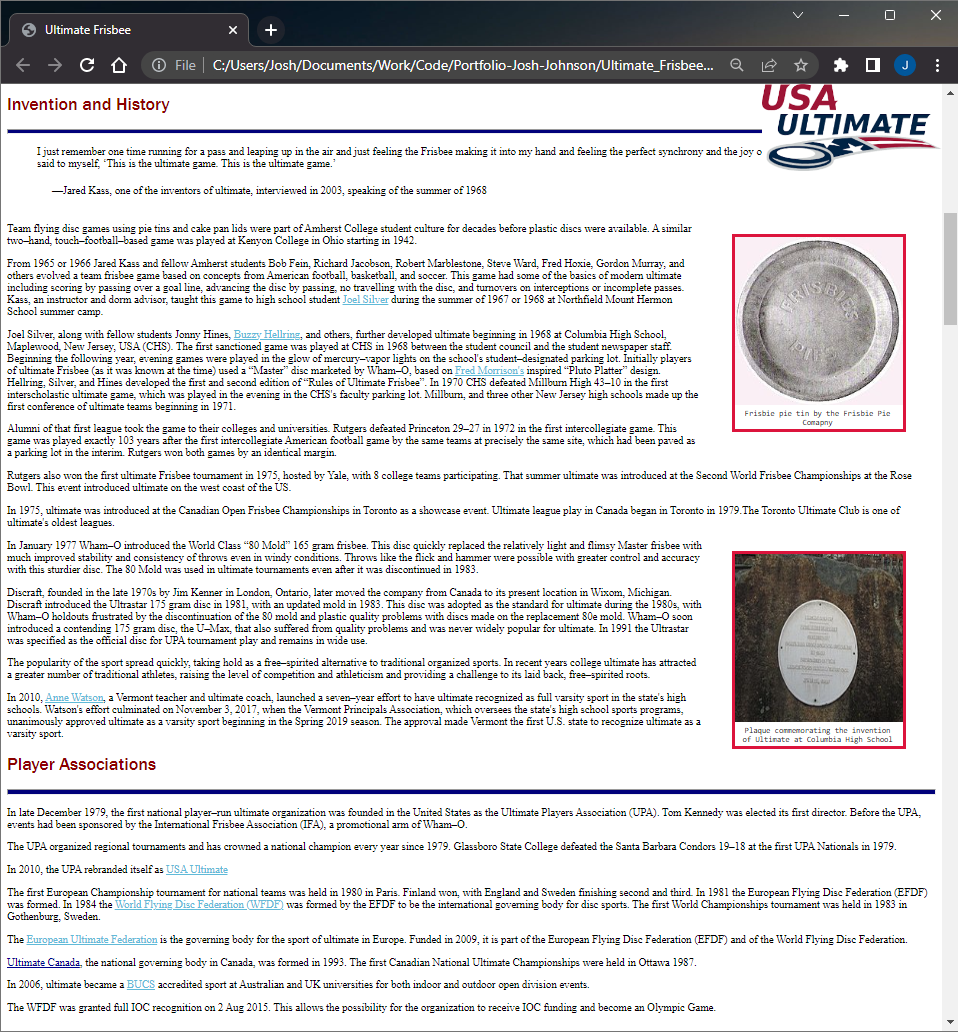 Ultimate Frisbee
File
C:/Users/Josh/Documents/Work/Code/Portfolio-Josh-Johnson/Ultimate_Frisbee...
J
Invention and History
USA
ULTIMATE
I just remember one time running for a pass and leaping up in the air and just feeling the Frisbee making it into my hand and feeling the perfect synchrony and the joy o
said to myself, ‘This is the ultimate game. This is the ultimate game.’
—Jared Kass, one of the inventors of ultimate, interviewed in 2003, speaking of the summer of 1968
Team flying disc games using pie tins and cake pan lids were part of Amherst College student culture for decades before plastic discs were available. A similar
two–hand, touch–football–based game was played at Kenyon College in Ohio starting in 1942.
From 1965 or 1966 Jared Kass and fellow Amherst students Bob Fein, Richard Jacobson, Robert Marblestone, Steve Ward, Fred Hoxie, Gordon Murray, and
others evolved a team frisbee game based on concepts from American football, basketball, and soccer. This game had some of the basics of modern ultimate
including scoring by passing over a goal line, advancing the disc by passing, no travelling with the disc, and turnovers on interceptions or incomplete passes.
Kass, an instructor and dorm advisor, taught this game to high school student Joel Silver during the summer of 1967 or 1968 at Northfield Mount Hermon
School summer camp.
Joel Silver, along with fellow students Jonny Hines, Buzzy Hellring, and others, further developed ultimate beginning in 1968 at Columbia High School,
Maplewood, New Jersey, USA (CHS). The first sanctioned game was played at CHS in 1968 between the student council and the student newspaper staff.
Beginning the following year, evening games were played in the glow of mercury–vapor lights on the school's student–designated parking lot. Initially players
of ultimate Frisbee (as it was known at the time) used a “Master” disc marketed by Wham–O, based on Fred Morrison's inspired “Pluto Platter” design.
Hellring, Silver, and Hines developed the first and second edition of “Rules of Ultimate Frisbee”. In 1970 CHS defeated Millburn High 43–10 in the first
interscholastic ultimate game, which was played in the evening in the CHS's faculty parking lot. Millburn, and three other New Jersey high schools made up the
first conference of ultimate teams beginning in 1971.
FRISBIE'S
PIES
Frisbie pie tin by the Frisbie Pie
Comapny
Alumni of that first league took the game to their colleges and universities. Rutgers defeated Princeton 29–27 in 1972 in the first intercollegiate game. This
game was played exactly 103 years after the first intercollegiate American football game by the same teams at precisely the same site, which had been paved as
a parking lot in the interim. Rutgers won both games by an identical margin.
Rutgers also won the first ultimate Frisbee tournament in 1975, hosted by Yale, with 8 college teams participating. That summer ultimate was introduced at the Second World Frisbee Championships at the Rose
Bowl. This event introduced ultimate on the west coast of the US.
In 1975, ultimate was introduced at the Canadian Open Frisbee Championships in Toronto as a showcase event. Ultimate league play in Canada began in Toronto in 1979.The Toronto Ultimate Club is one of
ultimate's oldest leagues.
In January 1977 Wham–O introduced the World Class “80 Mold” 165 gram frisbee. This disc quickly replaced the relatively light and flimsy Master frisbee with
much improved stability and consistency of throws even in windy conditions. Throws like the flick and hammer were possible with greater control and accuracy
with this sturdier disc. The 80 Mold was used in ultimate tournaments even after it was discontinued in 1983.
Discraft, founded in the late 1970s by Jim Kenner in London, Ontario, later moved the company from Canada to its present location in Wixom, Michigan.
Discraft introduced the Ultrastar 175 gram disc in 1981, with an updated mold in 1983. This disc was adopted as the standard for ultimate during the 1980s, with
Wham–O holdouts frustrated by the discontinuation of the 80 mold and plastic quality problems with discs made on the replacement 80e mold. Wham–O soon
introduced a contending 175 gram disc, the U–Max, that also suffered from quality problems and was never widely popular for ultimate. In 1991 the Ultrastar
was specified as the official disc for UPA tournament play and remains in wide use.
The popularity of the sport spread quickly, taking hold as a free–spirited alternative to traditional organized sports. In recent years college ultimate has attracted
a greater number of traditional athletes, raising the level of competition and athleticism and providing a challenge to its laid back, free–spirited roots.
In 2010, Anne Watson, a Vermont teacher and ultimate coach, launched a seven–year effort to have ultimate recognized as full varsity sport in the state's high
schools. Watson's effort culminated on November 3, 2017, when the Vermont Principals Association, which oversees the state's high school sports programs,
unanimously approved ultimate as a varsity sport beginning in the Spring 2019 season. The approval made Vermont the first U.S. state to recognize ultimate as a
varsity sport.
Plaque commemorating the invention
of Ultimate at Columbia High School
Player Associations
In late December 1979, the first national player–run ultimate organization was founded in the United States as the Ultimate Players Association (UPA). Tom Kennedy was elected its first director. Before the UPA,
events had been sponsored by the International Frisbee Association (IFA), a promotional arm of Wham–O.
The UPA organized regional tournaments and has crowned a national champion every year since 1979. Glassboro State College defeated the Santa Barbara Condors 19–18 at the first UPA Nationals in 1979.
In 2010, the UPA rebranded itself as USA Ultimate
The first European Championship tournament for national teams was held in 1980 in Paris. Finland won, with England and Sweden finishing second and third. In 1981 the European Flying Disc Federation (EFDF)
was formed. In 1984 the World Flying Disc Federation (WFDF) was formed by the EFDF to be the international governing body for disc sports. The first World Championships tournament was held in 1983 in
Gothenburg, Sweden.
The European Ultimate Federation is the governing body for the sport of ultimate in Europe. Funded in 2009, it is part of the European Flying Disc Federation (EFDF) and of the World Flying Disc Federation.
Ultimate Canada, the national governing body in Canada, was formed in 1993. The first Canadian National Ultimate Championships were held in Ottawa 1987.
In 2006, ultimate became a BUCS accredited sport at Australian and UK universities for both indoor and outdoor open division events.
The WFDF was granted full IOC recognition on 2 Aug 2015. This allows the possibility for the organization to receive IOC funding and become an Olympic Game.